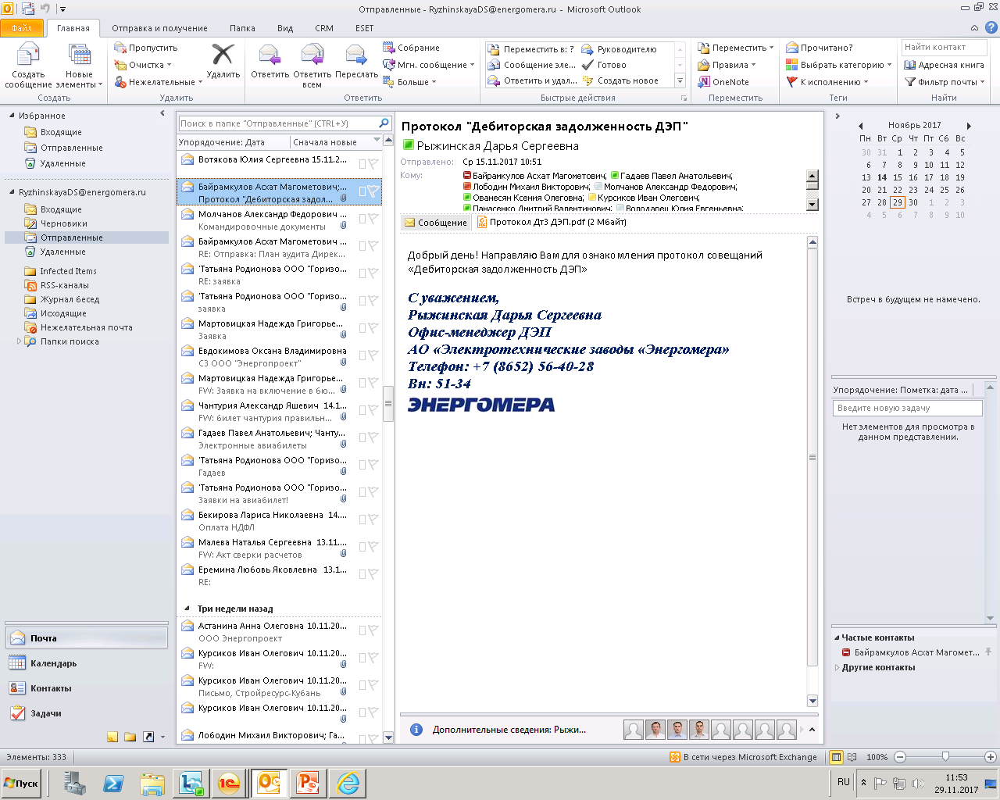 Отправленные - RyzhinskayaDS@energomera.ru - Microsoft Outlook
Файл Главная Отправка и получение Папка Вид CRM ESET
Создать сообщение
Новые элементы
Создать
Пропустить
Очистка
Нежелательные
Удалить
Удалить
Ответить
Ответить всем
Переслать
Собрание
Мгн. сообщение
Больше
Ответить
Переместить в: ?
Сообщение эле...
Ответить и удал...
Руководителю
Готово
Создать новое
Быстрые действия
Переместить
Правила
OneNote
Переместить
Прочитано?
Выбрать категорию
К исполнению
Теги
Найти контакт
Адресная книга
Фильтр почты
Найти
Избранное
Входящие
Отправленные
Удаленные
RyzhinskayaDS@energomera.ru
Входящие
Черновики
Отправленные
Удаленные
Infected Items
RSS-каналы
Журнал бесед
Исходящие
Нежелательная почта
Папки поиска
Почта
Календарь
Контакты
Задачи
Поиск в папке "Отправленные" (CTRL+У)
Упорядочение: Дата Сначала новые
Вотякова Юлия Сергеевна 15.11.2...
Байрамкулов Асхат Магометович;...
Протокол "Дебиторская задол...
Молчанов Александр Федорович ...
Командировочные документы
Байрамкулов Асхат Магометович ...
RE: Отправка: План аудита Дирек...
'Татьяна Родионова ООО "Горизо...
RE: заявка
'Татьяна Родионова ООО "Горизо...
заявка
Мартовицкая Надежда Григорье...
Заявка
Евдокимова Оксана Владимировна
СЗ ООО "Энергопроект"
Мартовицкая Надежда Григорье...
FW: Заявка на включение в бю...
Чантурия Александр Яшевич 14.1...
FW: билет чантурия правильн...
Гадаев Павел Анатольевич; Чанту...
Электронные авиабилеты
'Татьяна Родионова ООО "Горизо...
Гадаев
'Татьяна Родионова ООО "Горизо...
Заявки на авиабилет!
Бекирова Лариса Николаевна 14....
Оплата НДФЛ
Малева Наталья Сергеевна 13.11....
FW: Акт сверки расчетов
Еремина Любовь Яковлевна 13.1...
RE:
Три недели назад
Астанина Анна Олеговна 10.11.20...
ООО Энергопроект
Курсиков Иван Олегович 10.11.20...
FW:
Курсиков Иван Олегович 10.11.20...
Письмо, Стройресурс-Кубань
Курсиков Иван Олегович 10.11.20...
Лободин Михаил Викторович; Га...
Протокол "Дебиторская задолженность ДЭП"
Рыжинская Дарья Сергеевна
Отправлено: Ср 15.11.2017 10:51
Кому: Байрамкулов Асхат Магометович; Гадаев Павел Анатольевич;
Лободин Михаил Викторович; Молчанов Александр Федорович;
Ованесян Ксения Олеговна; Курсиков Иван Олегович;
Панасенко Дмитрий Валентинович; Володарец Юлия Евгеньевна;
Сообщение Протокол ДтЗ ДЭП.pdf (2 Мбайт)
Добрый день! Направляю Вам для ознакомления протокол совещаний
«Дебиторская задолженность ДЭП»
С уважением,
Рыжинская Дарья Сергеевна
Офис-менеджер ДЭП
АО «Электротехнические заводы «Энергомера»
Телефон: +7 (8652) 56-40-28
Вн: 51-34
ЭНЕРГОМЕРА
Дополнительные сведения: Рыжи...
Ноябрь 2017
Пн Вт Ср Чт Пт Сб Вс
30 31 1 2 3 4 5
6 7 8 9 10 11 12
13 14 15 16 17 18 19
20 21 22 23 24 25 26
27 28 29 30 1 2 3
4 5 6 7 8 9 10
Встреч в будущем не намечено.
Упорядочение: Пометка: дата ...
Введите новую задачу
Нет элементов для просмотра в
данном представлении.
Частые контакты
Байрамкулов Асхат Магомет...
Другие контакты
Элементы: 333
В сети через Microsoft Exchange
100%
Пуск
RU
11:53
29.11.2017